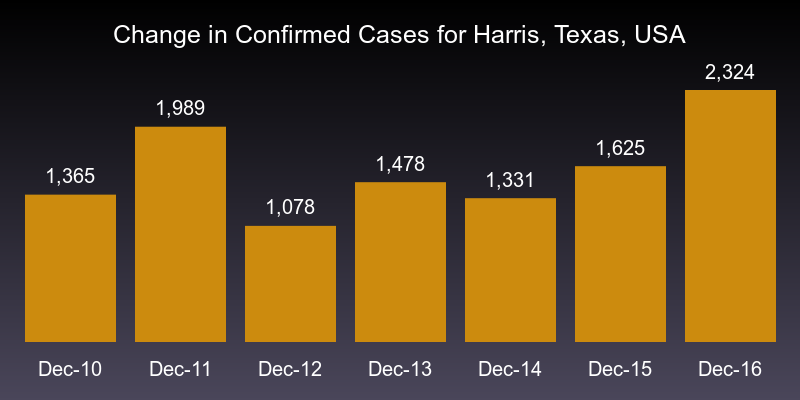 Change in Confirmed Cases for Harris, Texas, USA
1,365
1,989
1,078
1,478
1,331
1,625
2,324
Dec-10
Dec-11
Dec-12
Dec-13
Dec-14
Dec-15
Dec-16